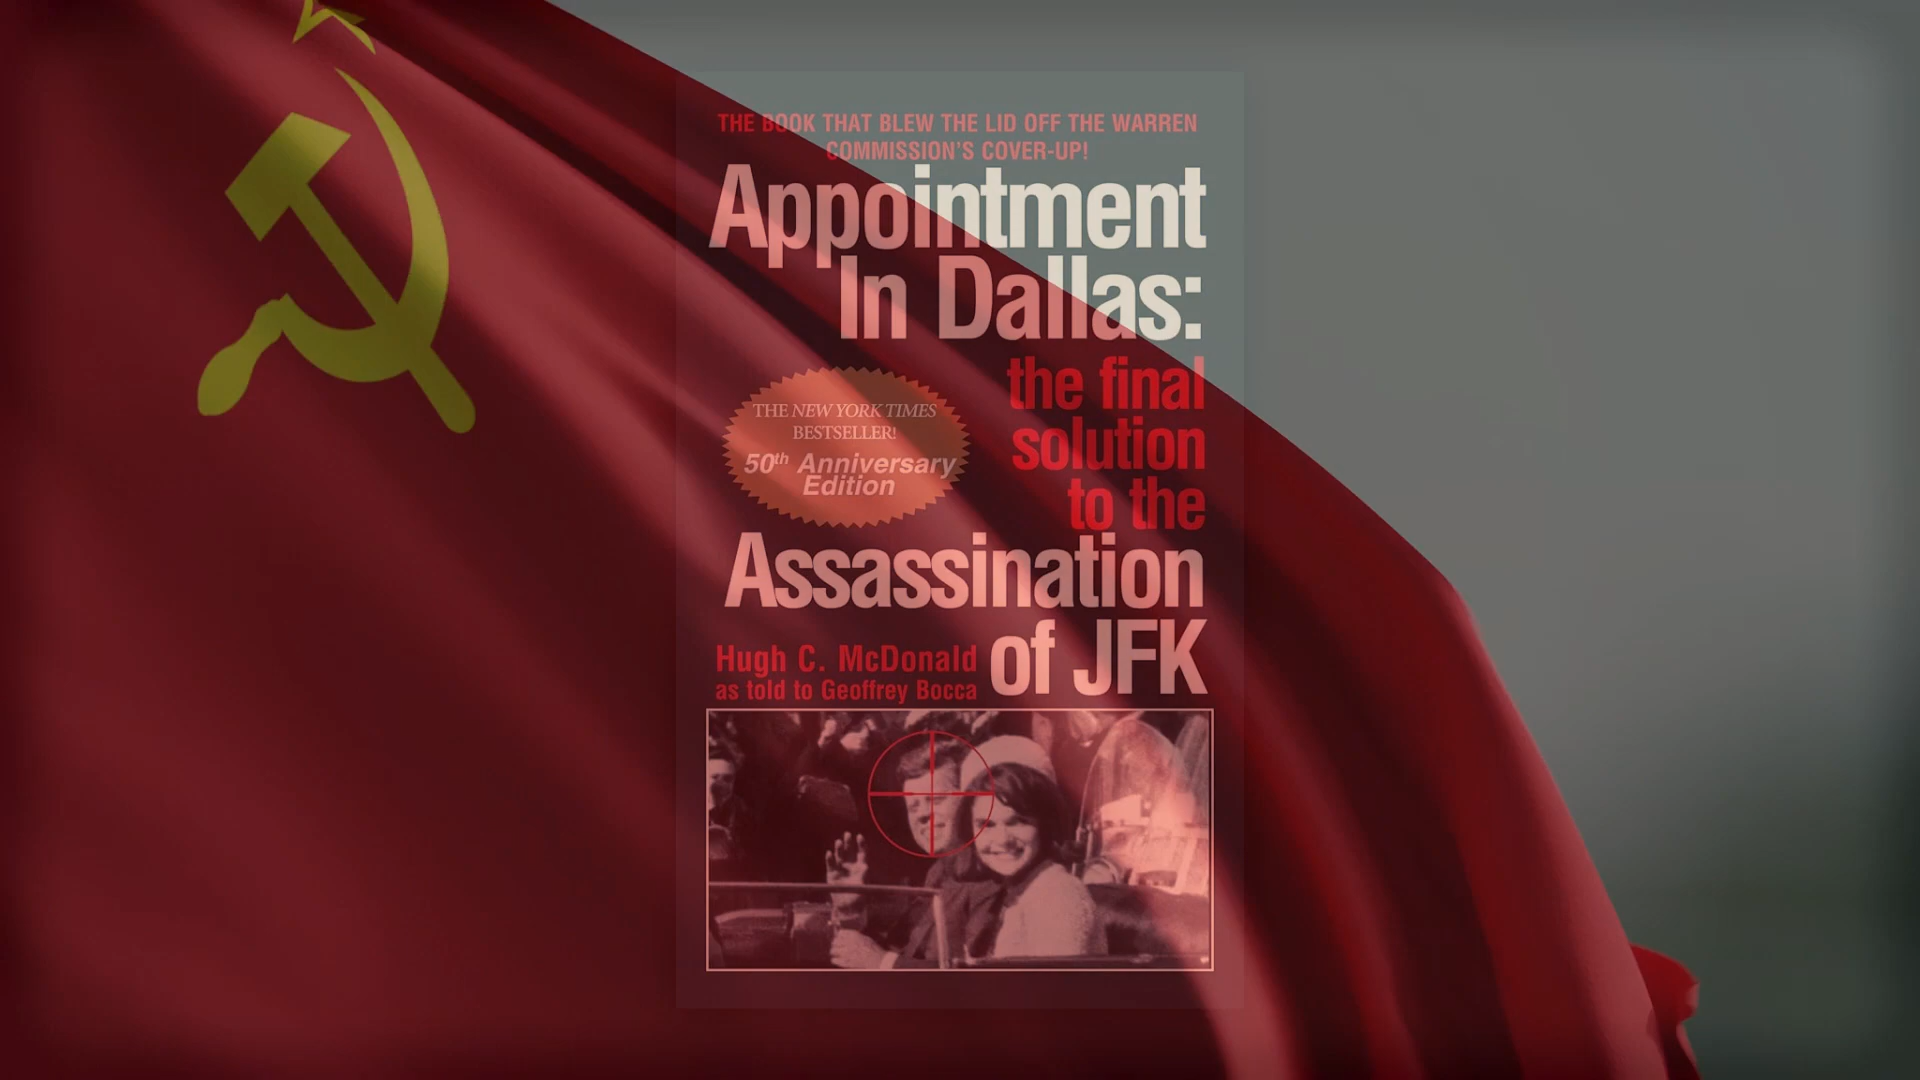 THE BOOK THAT BLEW THE LID OFF THE WARREN
COMMISSION'S COVER-UP!
Appointment
In Dallas:
the final
solution
to the
THE NEW YORK TIMES
BESTSELLER!
50th Anniversary
Edition
Assassination
of JFK
Hugh C. McDonald
as told to Geoffrey Bocca